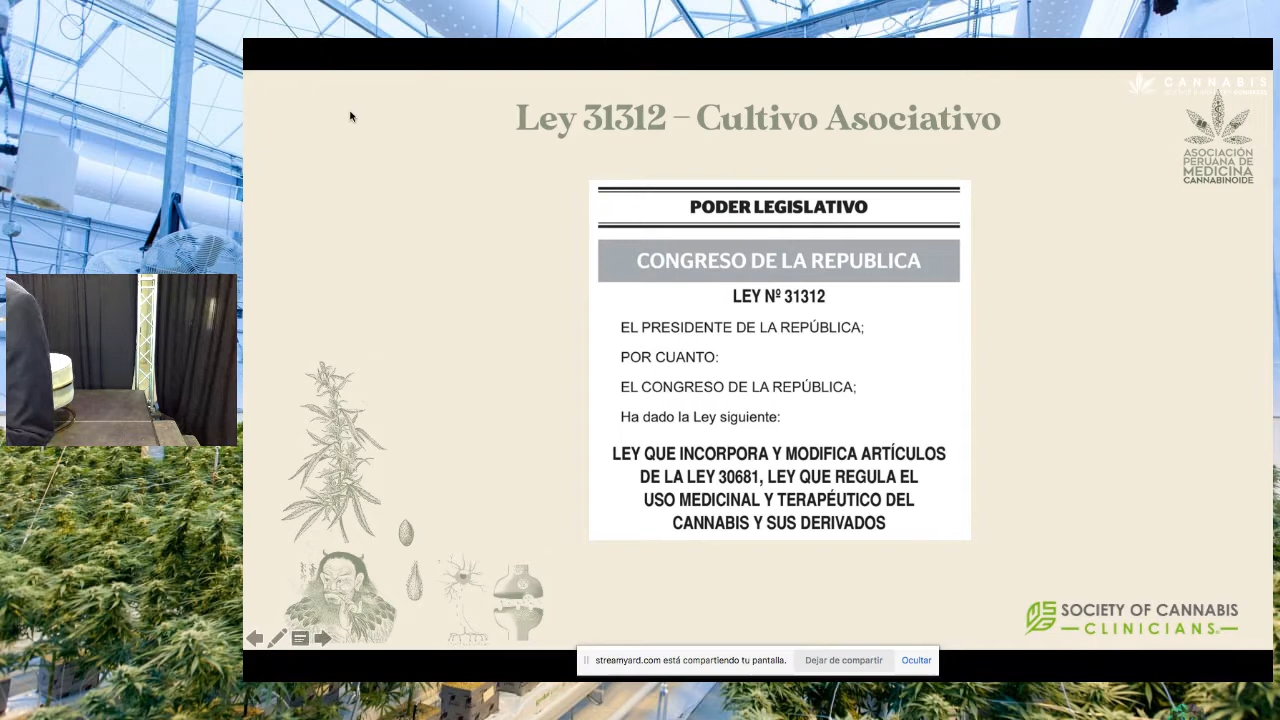 CANNABIS
Ley 31312 – Cultivo Asociativo
ASOCIACIÓN
PERUANA DE
MEDICINA
CANNABINOIDE
PODER LEGISLATIVO
CONGRESO DE LA REPUBLICA
LEY Nº 31312
EL PRESIDENTE DE LA REPÚBLICA;
POR CUANTO:
EL CONGRESO DE LA REPÚBLICA;
Ha dado la Ley siguiente:
LEY QUE INCORPORA Y MODIFICA ARTÍCULOS
DE LA LEY 30681, LEY QUE REGULA EL
USO MEDICINAL Y TERAPÉUTICO DEL
CANNABIS Y SUS DERIVADOS
SOCIETY OF CANNABIS
CLINICIANS
streamyard.com está compartiendo tu pantalla. Dejar de compartir Ocultar